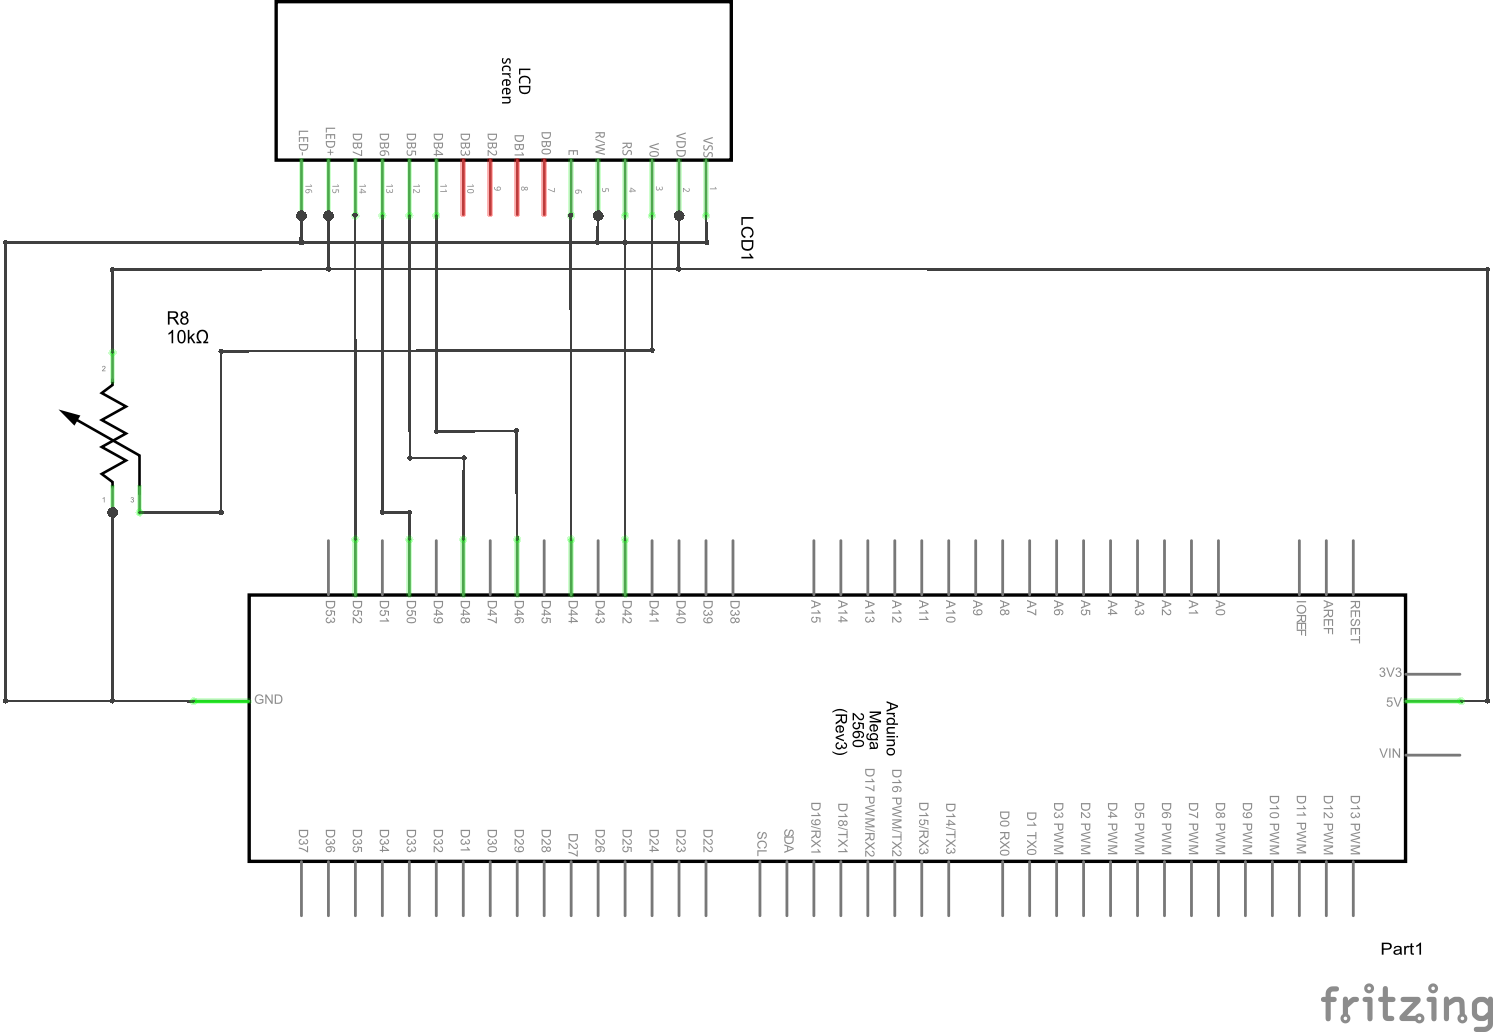 LCD
screen
LED-
LED+
DB7
DB6
DB5
DB4
DB3
DB2
DB1
DB0
E
R/W
RS
V0
VDD
VSS
16
15
14
13
12
11
10
9
8
7
6
5
4
3
2
1
LCD1
R8
10kΩ
2
1
3
D53
D52
D51
D50
D49
D48
D47
D46
D45
D44
D43
D42
D41
D40
D39
D38
A15
A14
A13
A12
A11
A10
A9
A8
A7
A6
A5
A4
A3
A2
A1
A0
IOREF
AREF
RESET
3V3
5V
VIN
GND
Arduino
Mega
2560
(Rev3)
D37
D36
D35
D34
D33
D32
D31
D30
D29
D28
D27
D26
D25
D24
D23
D22
SCL
SDA
D19/RX1
D18/TX1
D17 PWM/RX2
D16 PWM/TX2
D15/RX3
D14/TX3
D0 RX0
D1 TX0
D3 PWM
D2 PWM
D4 PWM
D5 PWM
D6 PWM
D7 PWM
D8 PWM
D9 PWM
D10 PWM
D11 PWM
D12 PWM
D13 PWM
Part1
fritzing